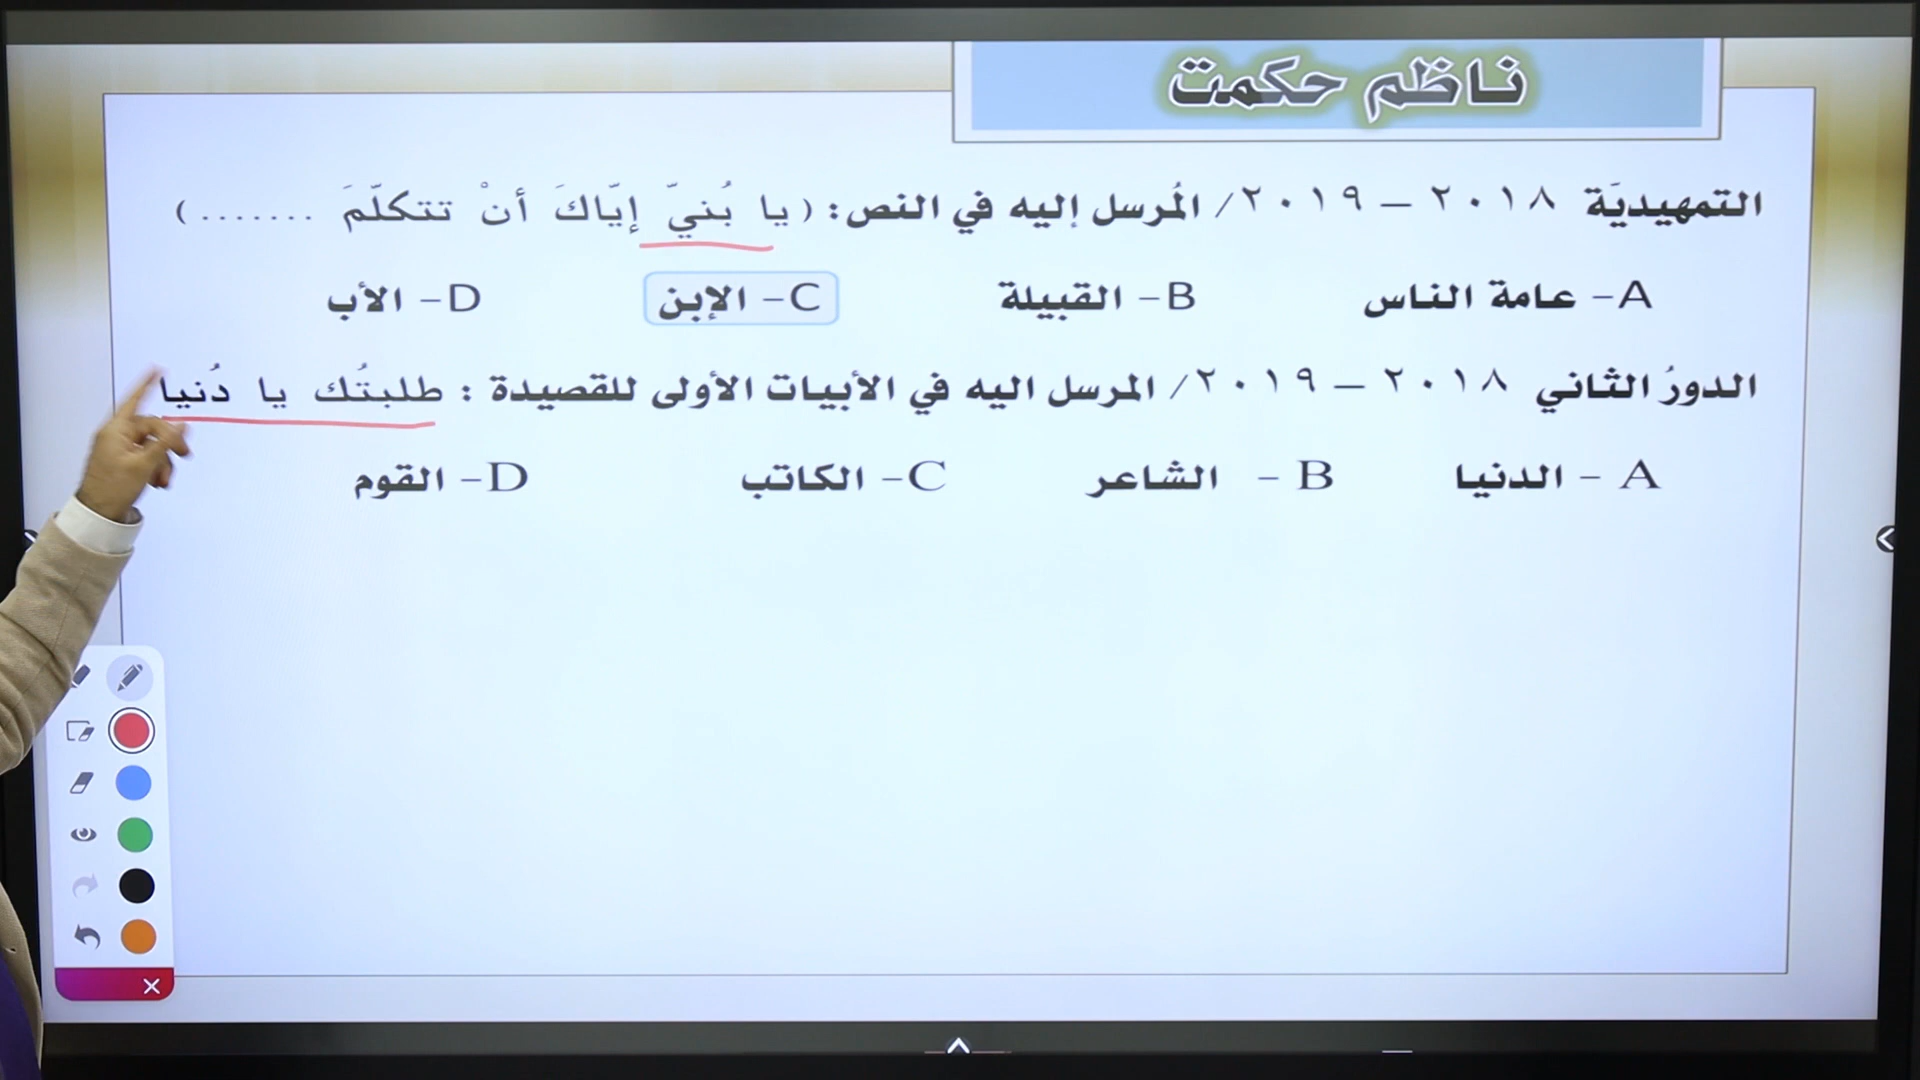 ناظم حكمت
التمهيديَة ٢٠١٨ – ٢٠١٩/ المُرسل إليه في النص: (يا بُنيّ إيّاكَ أنْ تتكلّمَ .......)
A- عامة الناس B- القبيلة C- الإبن D- الأب
الدورُ الثاني ٢٠١٨ – ٢٠١٩/ المرسل اليه في الأبيات الأولى للقصيدة : طلبتُك يا دُنيا
A - الدنيا B - الشاعر C- الكاتب D- القوم